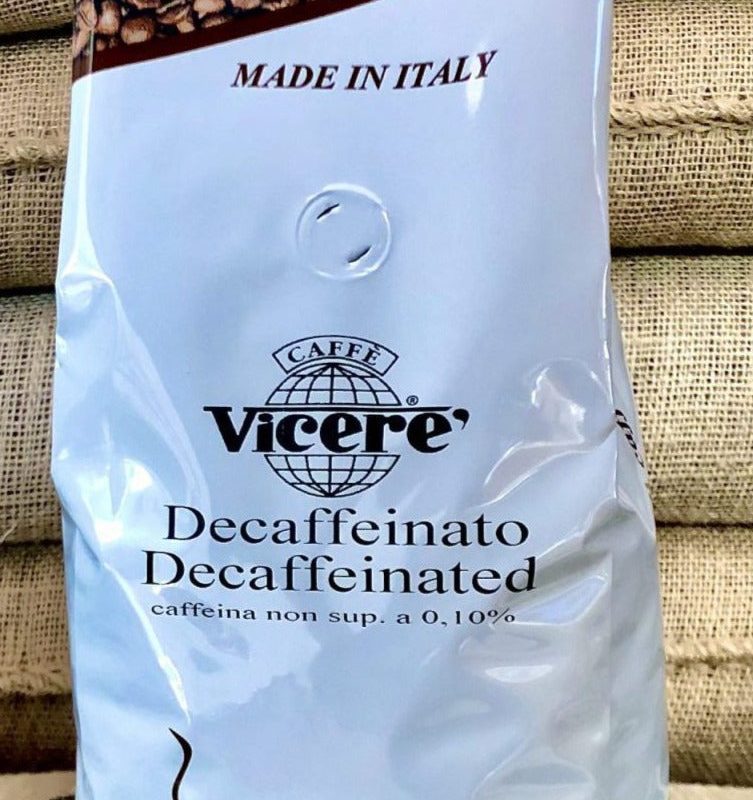 MADE IN ITALY
CAFFÈ
Vicere’®
Decaffeinato
Decaffeinated
caffeina non sup. a 0,10%